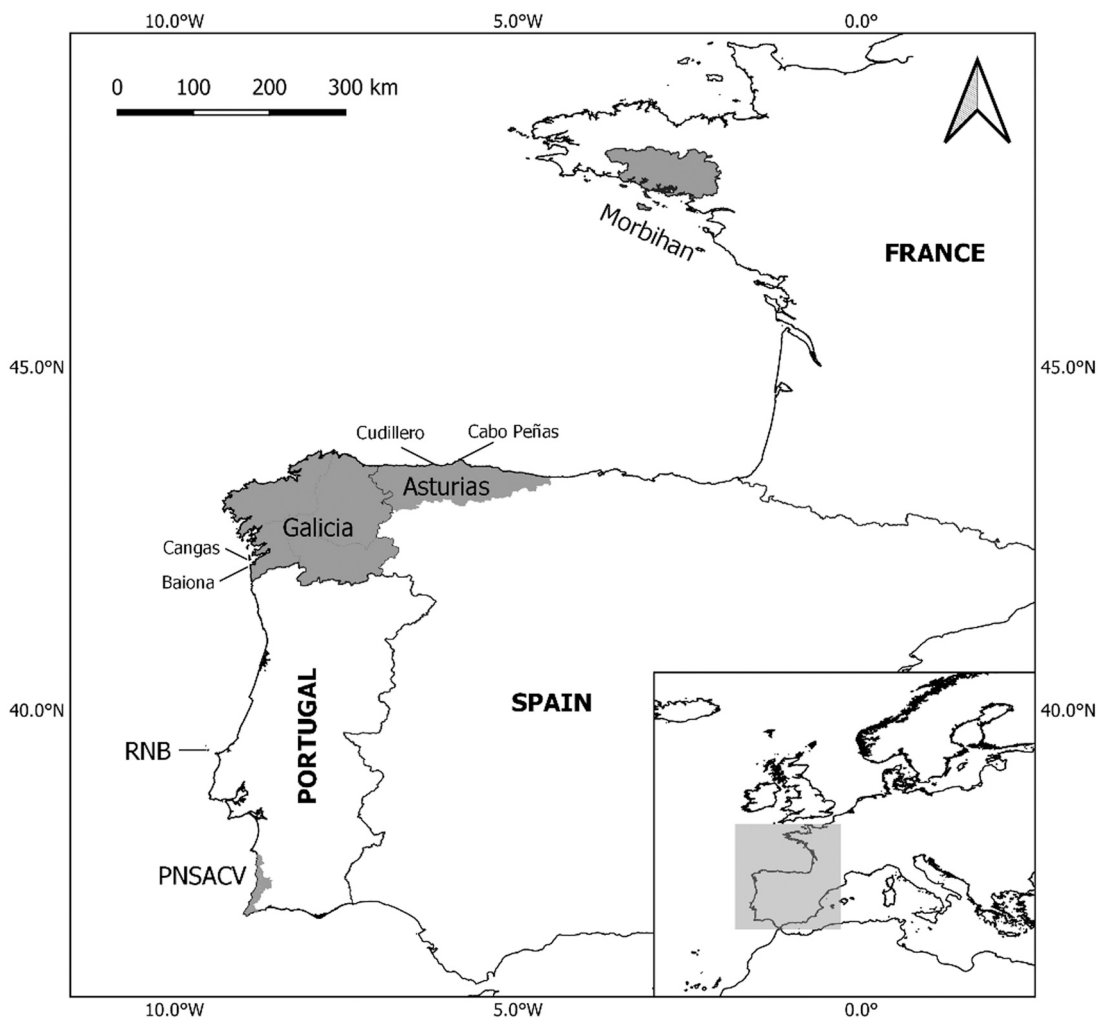 10.0°W 5.0°W 0.0°
0 100 200 300 km
Morbihan
FRANCE
45.0°N 45.0°N
Cudillero Cabo Peñas
Asturias
Galicia
Cangas
Baiona
PORTUGAL
SPAIN
40.0°N 40.0°N
RNB
PNSACV
10.0°W 5.0°W 0.0°